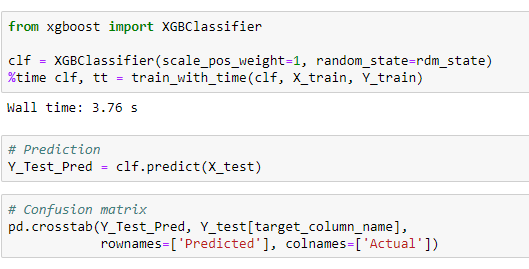 from xgboost import XGBClassifier
clf = XGBClassifier(scale_pos_weight=1, random_state=rdm_state)
%time clf, tt = train_with_time(clf, X_train, Y_train)
Wall time: 3.76 s
# Prediction
Y_Test_Pred = clf.predict(X_test)
# Confusion matrix
pd.crosstab(Y_Test_Pred, Y_test[target_column_name],
            rownames=['Predicted'], colnames=['Actual'])